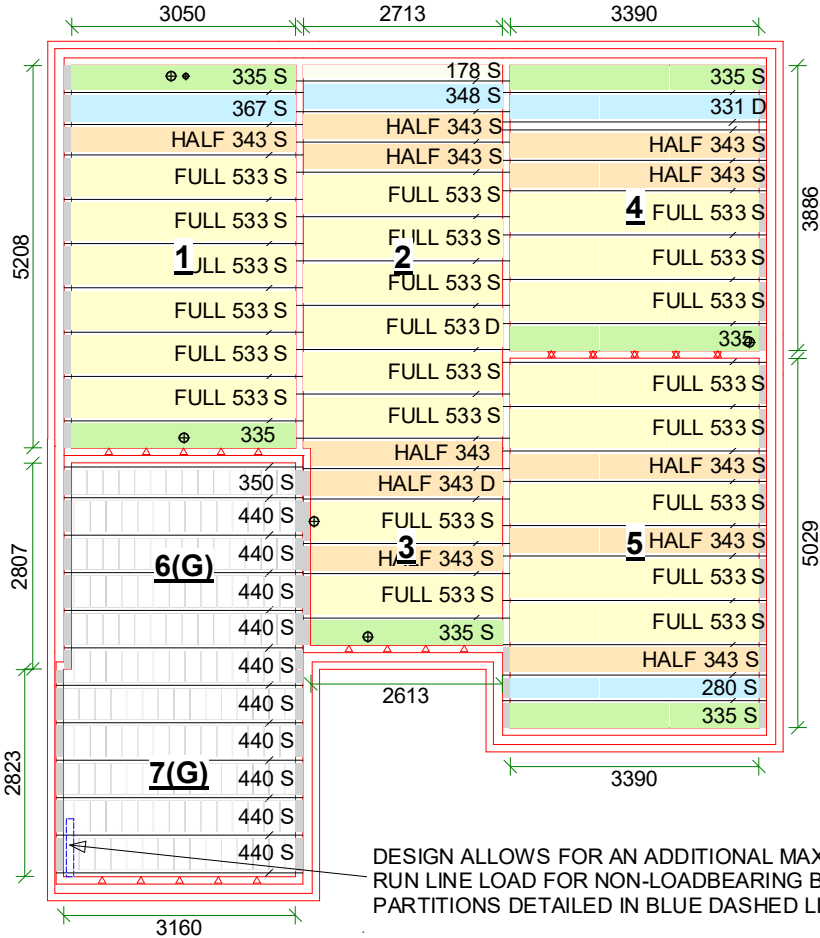 3050
2713
3390
5208
2807
2823
3160
335 S
367 S
HALF 343 S
FULL 533 S
FULL 533 S
1
FULL 533 S
FULL 533 S
FULL 533 S
FULL 533 S
335
178 S
348 S
HALF 343 S
HALF 343 S
FULL 533 S
FULL 533 S
2
FULL 533 S
FULL 533 D
FULL 533 S
FULL 533 S
HALF 343
HALF 343 D
FULL 533 S
3
HALF 343 S
FULL 533 S
335 S
2613
335 S
331 D
HALF 343 S
HALF 343 S
4
FULL 533 S
FULL 533 S
FULL 533 S
335
FULL 533 S
FULL 533 S
HALF 343 S
FULL 533 S
5
HALF 343 S
FULL 533 S
FULL 533 S
HALF 343 S
280 S
335 S
3390
3886
5029
350 S
440 S
440 S
6(G)
440 S
440 S
440 S
440 S
440 S
7(G)
440 S
440 S
440 S
DESIGN ALLOWS FOR AN ADDITIONAL MAX
RUN LINE LOAD FOR NON-LOADBEARING B
PARTITIONS DETAILED IN BLUE DASHED LI